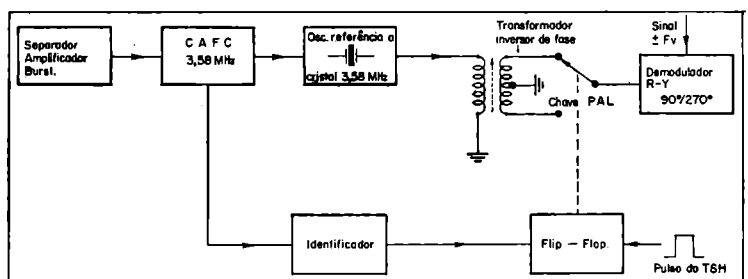 Separador
Amplificador
Burst.
C A F C
3,58 MHz
Osc. referência a
cristal 3,58 MHz
Transformador
inversor de fase
Chave PAL
Sinal
± Fv
Demodulador
R-Y
90°/270°
Identificador
Flip - Flop.
Pulso do TSH